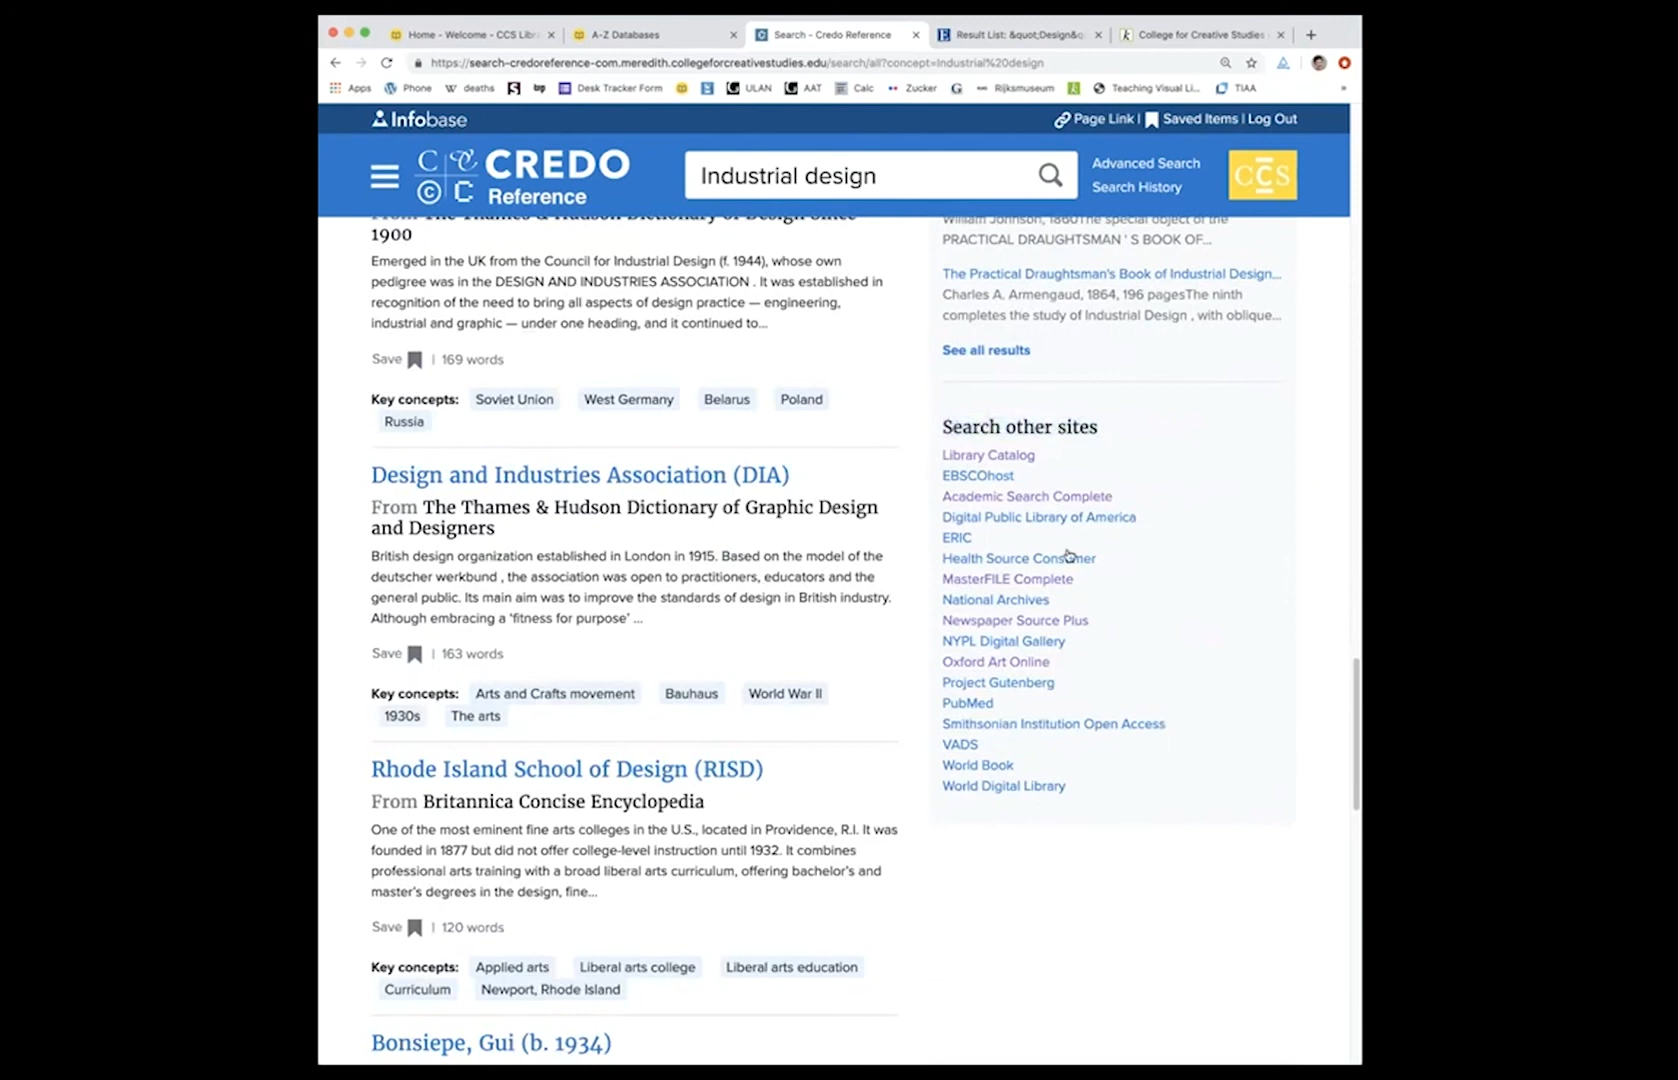 Home - Welcome - CCS Libr
A-Z Databases
Search - Credo Reference
Result List: &quot;Design&q
College for Creative Studies
https://search-credoreference-com.meredith.collegeforcreativestudies.edu/search/all?concept=Industrial%20design
Apps
Phone
deaths
Desk Tracker Form
ULAN
AAT
Calc
Zucker
Rijksmuseum
Teaching Visual Li...
TIAA
Infobase
Page Link | Saved Items | Log Out
CREDO
Reference
Industrial design
Advanced Search
Search History
CCS
From The Thames & Hudson Dictionary of Design Since
1900
Emerged in the UK from the Council for Industrial Design (f. 1944), whose own
pedigree was in the DESIGN AND INDUSTRIES ASSOCIATION . It was established in
recognition of the need to bring all aspects of design practice — engineering,
industrial and graphic — under one heading, and it continued to...
Save | 169 words
Key concepts: Soviet Union West Germany Belarus Poland
Russia
Design and Industries Association (DIA)
From The Thames & Hudson Dictionary of Graphic Design
and Designers
British design organization established in London in 1915. Based on the model of the
deutscher werkbund , the association was open to practitioners, educators and the
general public. Its main aim was to improve the standards of design in British industry.
Although embracing a 'fitness for purpose' ...
Save | 163 words
Key concepts: Arts and Crafts movement Bauhaus World War II
1930s The arts
Rhode Island School of Design (RISD)
From Britannica Concise Encyclopedia
One of the most eminent fine arts colleges in the U.S., located in Providence, R.I. It was
founded in 1877 but did not offer college-level instruction until 1932. It combines
professional arts training with a broad liberal arts curriculum, offering bachelor's and
master's degrees in the design, fine...
Save | 120 words
Key concepts: Applied arts Liberal arts college Liberal arts education
Curriculum Newport, Rhode Island
Bonsiepe, Gui (b. 1934)
William Johnson, 1860The special object of the
PRACTICAL DRAUGHTSMAN ' S BOOK OF...
The Practical Draughtsman's Book of Industrial Design...
Charles A. Armengaud, 1864, 196 pagesThe ninth
completes the study of Industrial Design , with oblique...
See all results
Search other sites
Library Catalog
EBSCOhost
Academic Search Complete
Digital Public Library of America
ERIC
Health Source Consumer
MasterFILE Complete
National Archives
Newspaper Source Plus
NYPL Digital Gallery
Oxford Art Online
Project Gutenberg
PubMed
Smithsonian Institution Open Access
VADS
World Book
World Digital Library